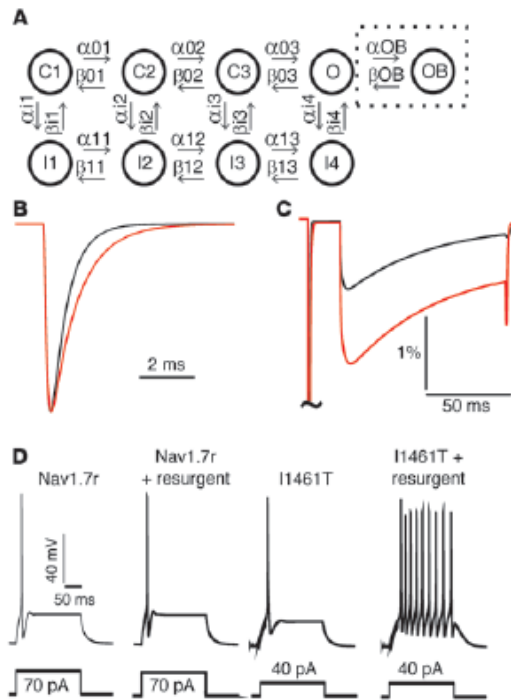 A
α01 α02 α03 αOB
C1 β01 C2 β02 C3 β03 O βOB OB
αi1 βi1 αi2 βi2 αi3 βi3 αi4 βi4
α11 α12 α13
I1 β11 I2 β12 I3 β13 I4
B C
2 ms
1%
50 ms
D
Nav1.7r Nav1.7r + resurgent I1461T I1461T + resurgent
40 mV
50 ms
70 pA 70 pA 40 pA 40 pA